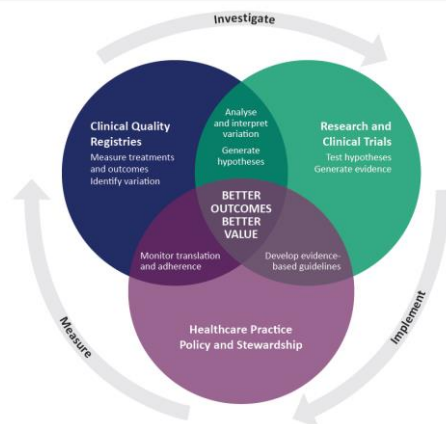 Investigate
Clinical Quality
Registries
Measure treatments
and outcomes
Identify variation
Analyse
and interpret
variation
Generate
hypotheses
Research and
Clinical Trials
Test hypotheses
Generate evidence
BETTER
OUTCOMES
BETTER
VALUE
Monitor translation
and adherence
Develop evidence-
based guidelines
Healthcare Practice
Policy and Stewardship
Measure
Implement